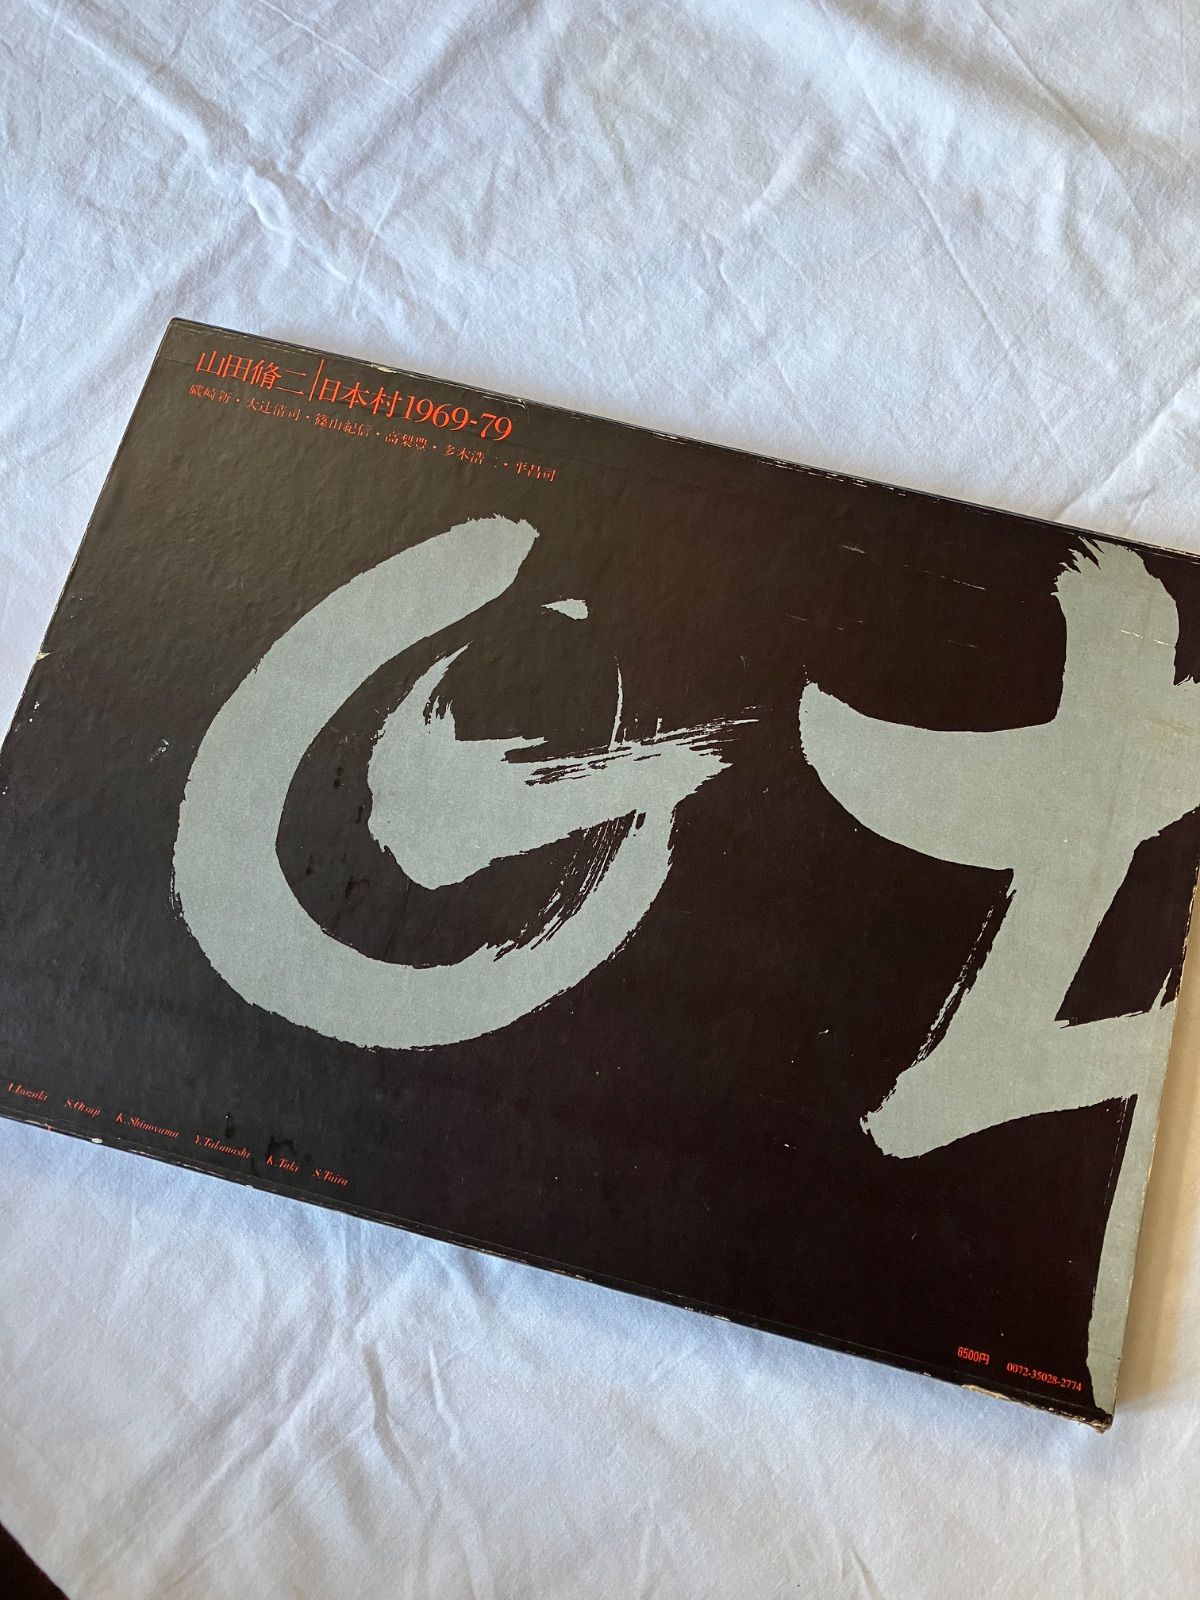 山田脩二|日本村1969-79
磯崎新・大辻清司・篠山紀信・高梨豊・多木浩二・平昌司
A.Isozaki S.Otsuji K.Shinoyama Y.Takanashi K.Taki S.Taira
6500円 0072-35028-2774